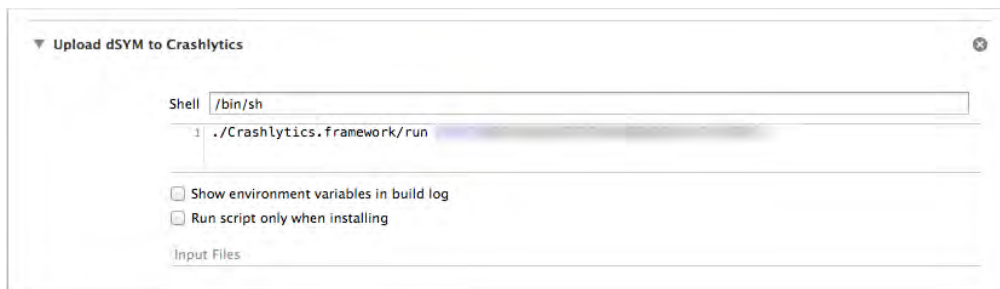 Upload dSYM to Crashlytics
Shell /bin/sh
1 ./Crashlytics.framework/run
Show environment variables in build log
Run script only when installing
Input Files